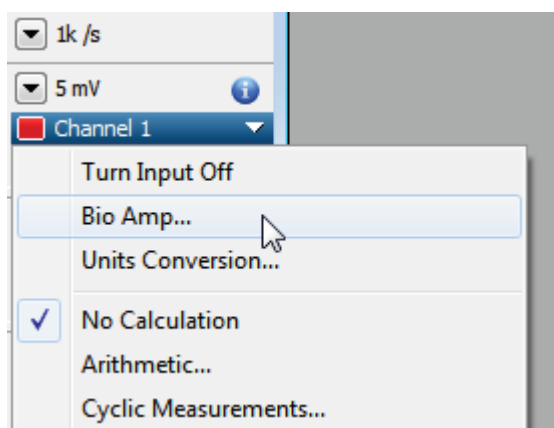 1k /s
5 mV
Channel 1
Turn Input Off
Bio Amp...
Units Conversion...
No Calculation
Arithmetic...
Cyclic Measurements...